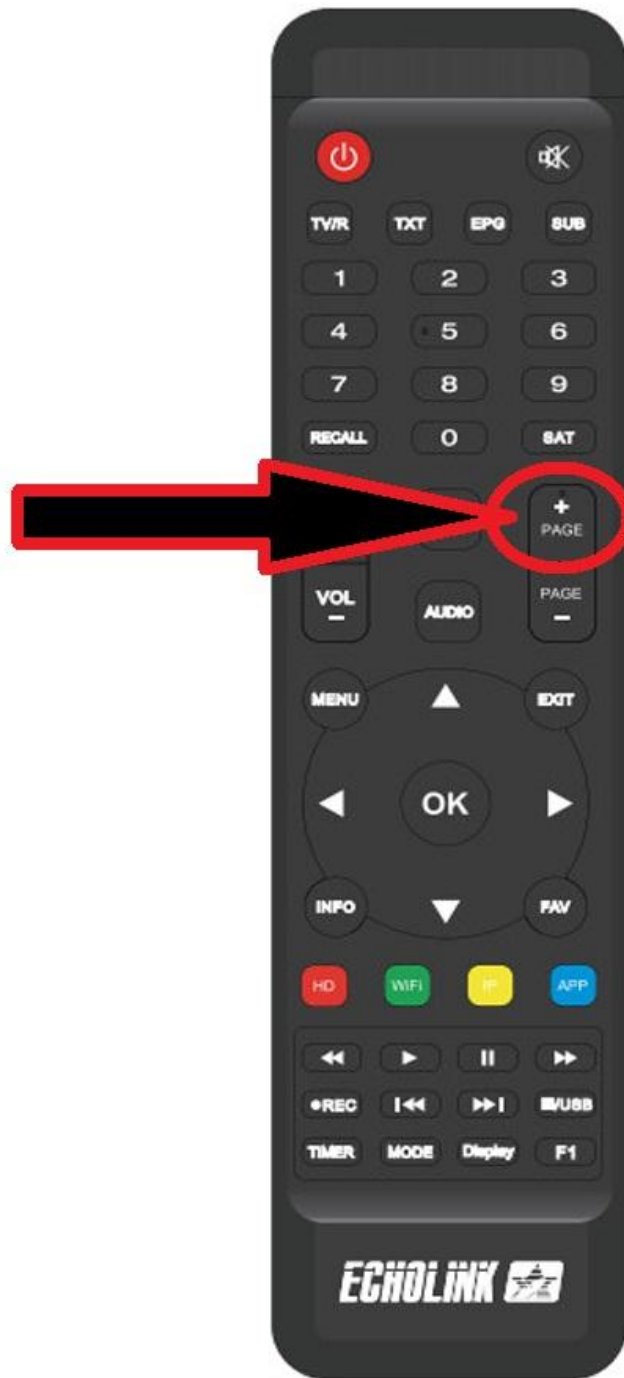 TV/R TXT EPG SUB
1 2 3
4 5 6
7 8 9
RECALL 0 SAT
+
PAGE
VOL AUDIO PAGE
- -
MENU EXIT
OK
INFO FAV
HD WiFi IP APP
REC /USB
TIMER MODE Display F1
ECHOLINK